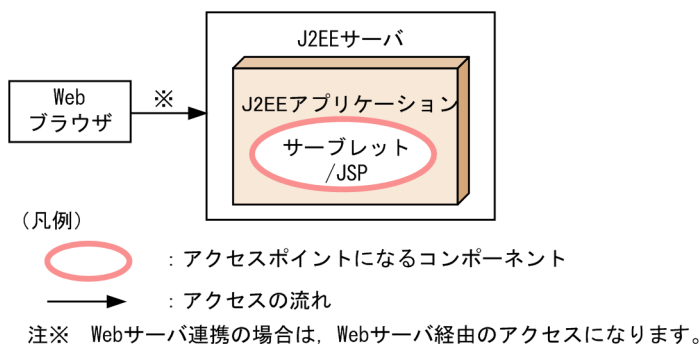 J2EEサーバ
Web
ブラウザ
※
J2EEアプリケーション
サーブレット
/JSP
(凡例)
:アクセスポイントになるコンポーネント
:アクセスの流れ
注※ Webサーバ連携の場合は,Webサーバ経由のアクセスになります。